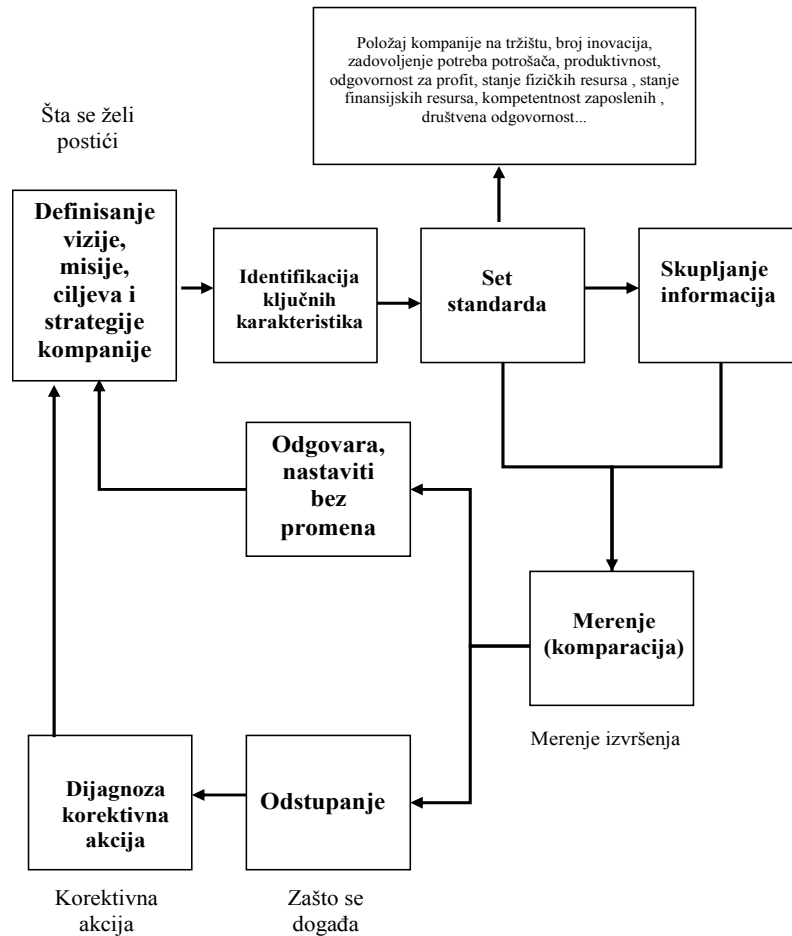 Položaj kompanije na tržištu, broj inovacija,
zadovoljenje potreba potrošača, produktivnost,
odgovornost za profit, stanje fizičkih resursa , stanje
finansijskih resursa, kompetentnost zaposlenih ,
društvena odgovornost...
Šta se želi
postići
Definisanje
vizije,
misije,
ciljeva i
strategije
kompanije
Identifikacija
ključnih
karakteristika
Set
standarda
Skupljanje
informacija
Odgovara,
nastaviti
bez
promena
Merenje
(komparacija)
Merenje izvršenja
Dijagnoza
korektivna
akcija
Odstupanje
Korektivna
akcija
Zašto se
događa